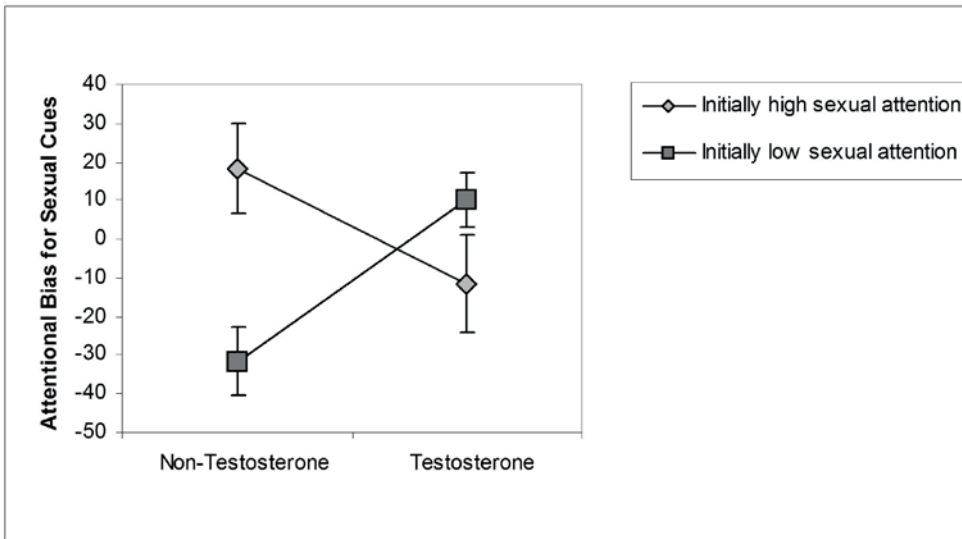 Attentional Bias for Sexual Cues
40
30
20
10
0
-10
-20
-30
-40
-50
Non-Testosterone
Testosterone
Initially high sexual attention
Initially low sexual attention